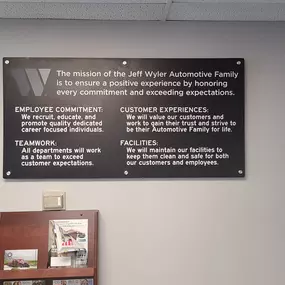 The mission of the Jeff Wyler Automotive Family
is to ensure a positive experience by honoring
every commitment and exceeding expectations.
EMPLOYEE COMMITMENT:
We recruit, educate, and
promote quality dedicated
career focused individuals.
CUSTOMER EXPERIENCES:
We will value our customers and
work to gain their trust and strive to
be their Automotive Family for life.
TEAMWORK:
All departments will work
as a team to exceed
customer expectations.
FACILITIES:
We will maintain our facilities to
keep them clean and safe for both
our customers and employees.